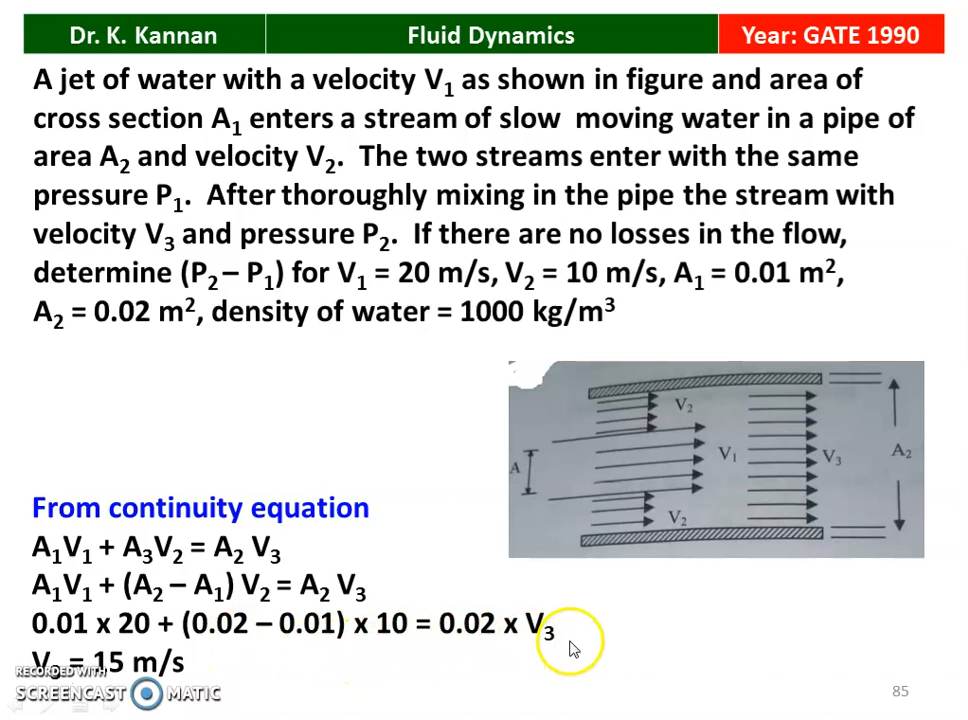 Dr. K. Kannan
Fluid Dynamics
Year: GATE 1990
A jet of water with a velocity V₁ as shown in figure and area of
cross section A₁ enters a stream of slow moving water in a pipe of
area A₂ and velocity V₂. The two streams enter with the same
pressure P₁. After thoroughly mixing in the pipe the stream with
velocity V₃ and pressure P₂. If there are no losses in the flow,
determine (P₂ – P₁) for V₁ = 20 m/s, V₂ = 10 m/s, A₁ = 0.01 m²,
A₂ = 0.02 m², density of water = 1000 kg/m³
V₂
A
V₁
V₃
A₂
V₂
From continuity equation
A₁V₁ + A₃V₂ = A₂ V₃
A₁V₁ + (A₂ – A₁) V₂ = A₂ V₃
0.01 x 20 + (0.02 – 0.01) x 10 = 0.02 x V₃
V₃ = 15 m/s
RECORDED WITH
SCREENCAST MATIC
85